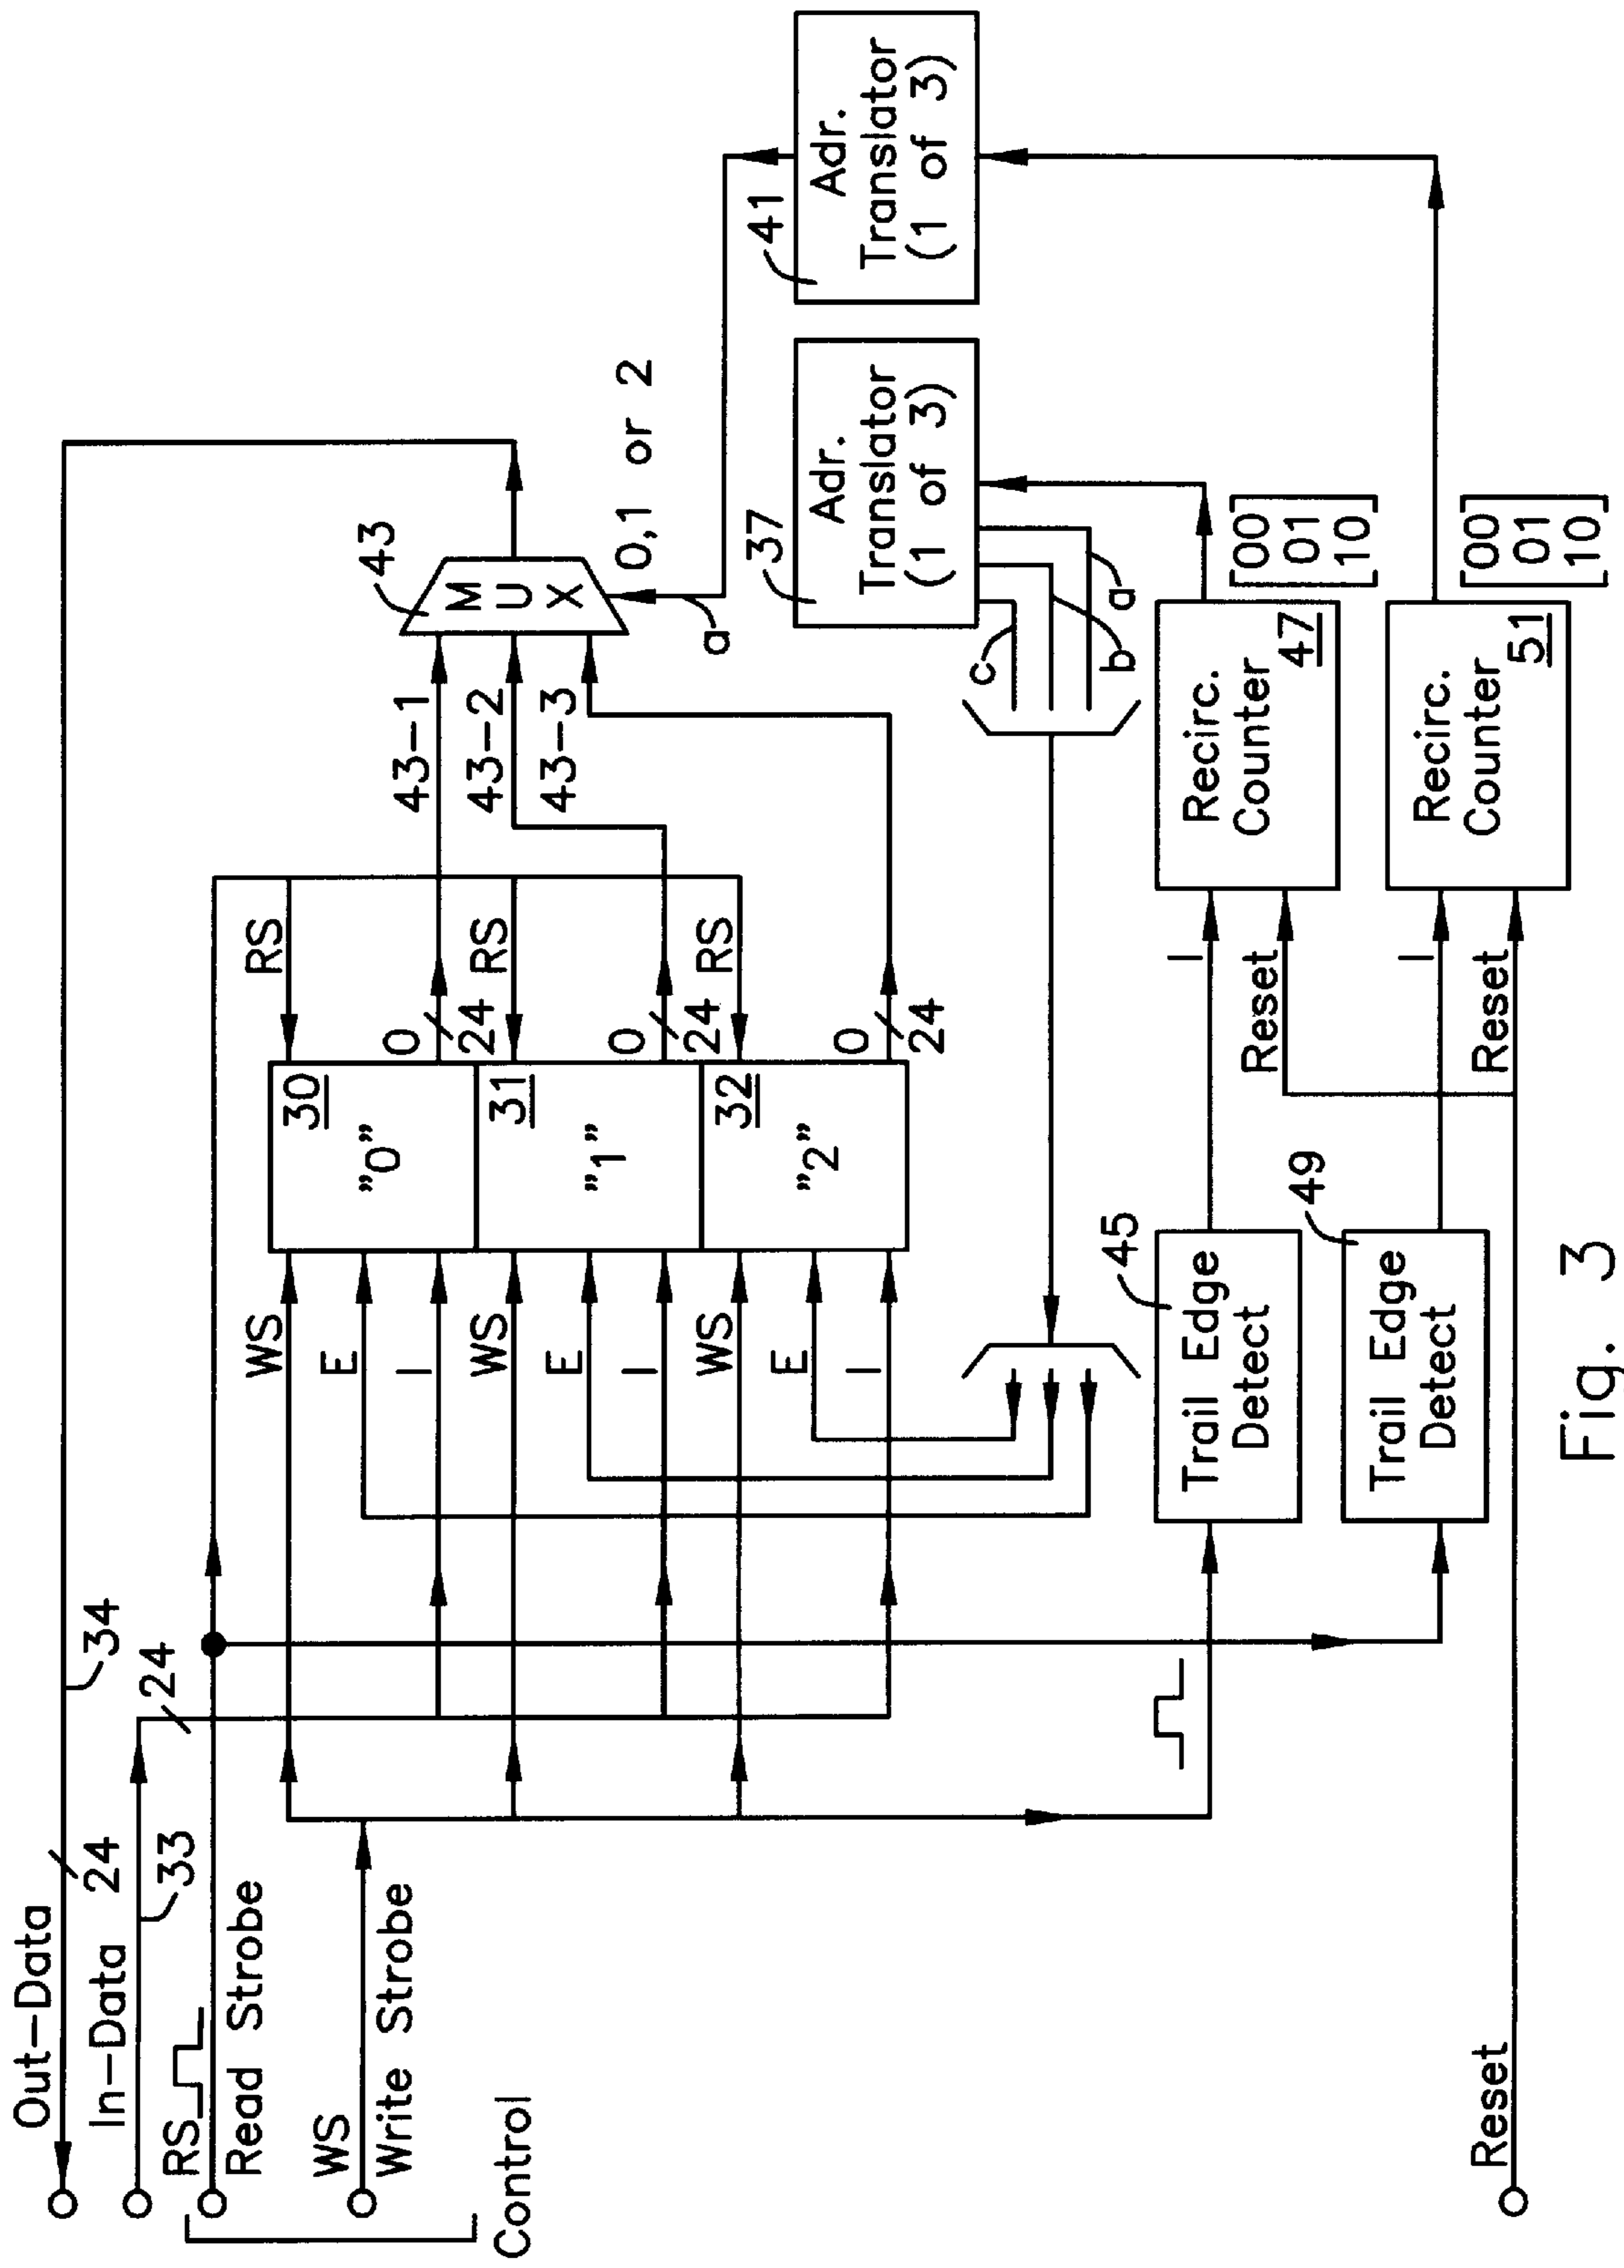 Out-Data
24
34
In-Data
33
24
RS
Read Strobe
WS
Write Strobe
Control
WS
E
I
WS
E
I
WS
E
I
30
"0"
31
"1"
32
"2"
RS
O
24
RS
O
24
RS
O
24
43-1
43-2
43-3
43
M
U
X
a
0,1 or 2
37
Adr.
Translator
(1 of 3)
41
Adr.
Translator
(1 of 3)
c
b
a
45
Trail Edge
Detect
49
Trail Edge
Detect
I
Reset
I
Reset
Recirc.
Counter
47
Recirc.
Counter
51
[00]
01
[10]
[00]
01
[10]
Reset
Fig. 3